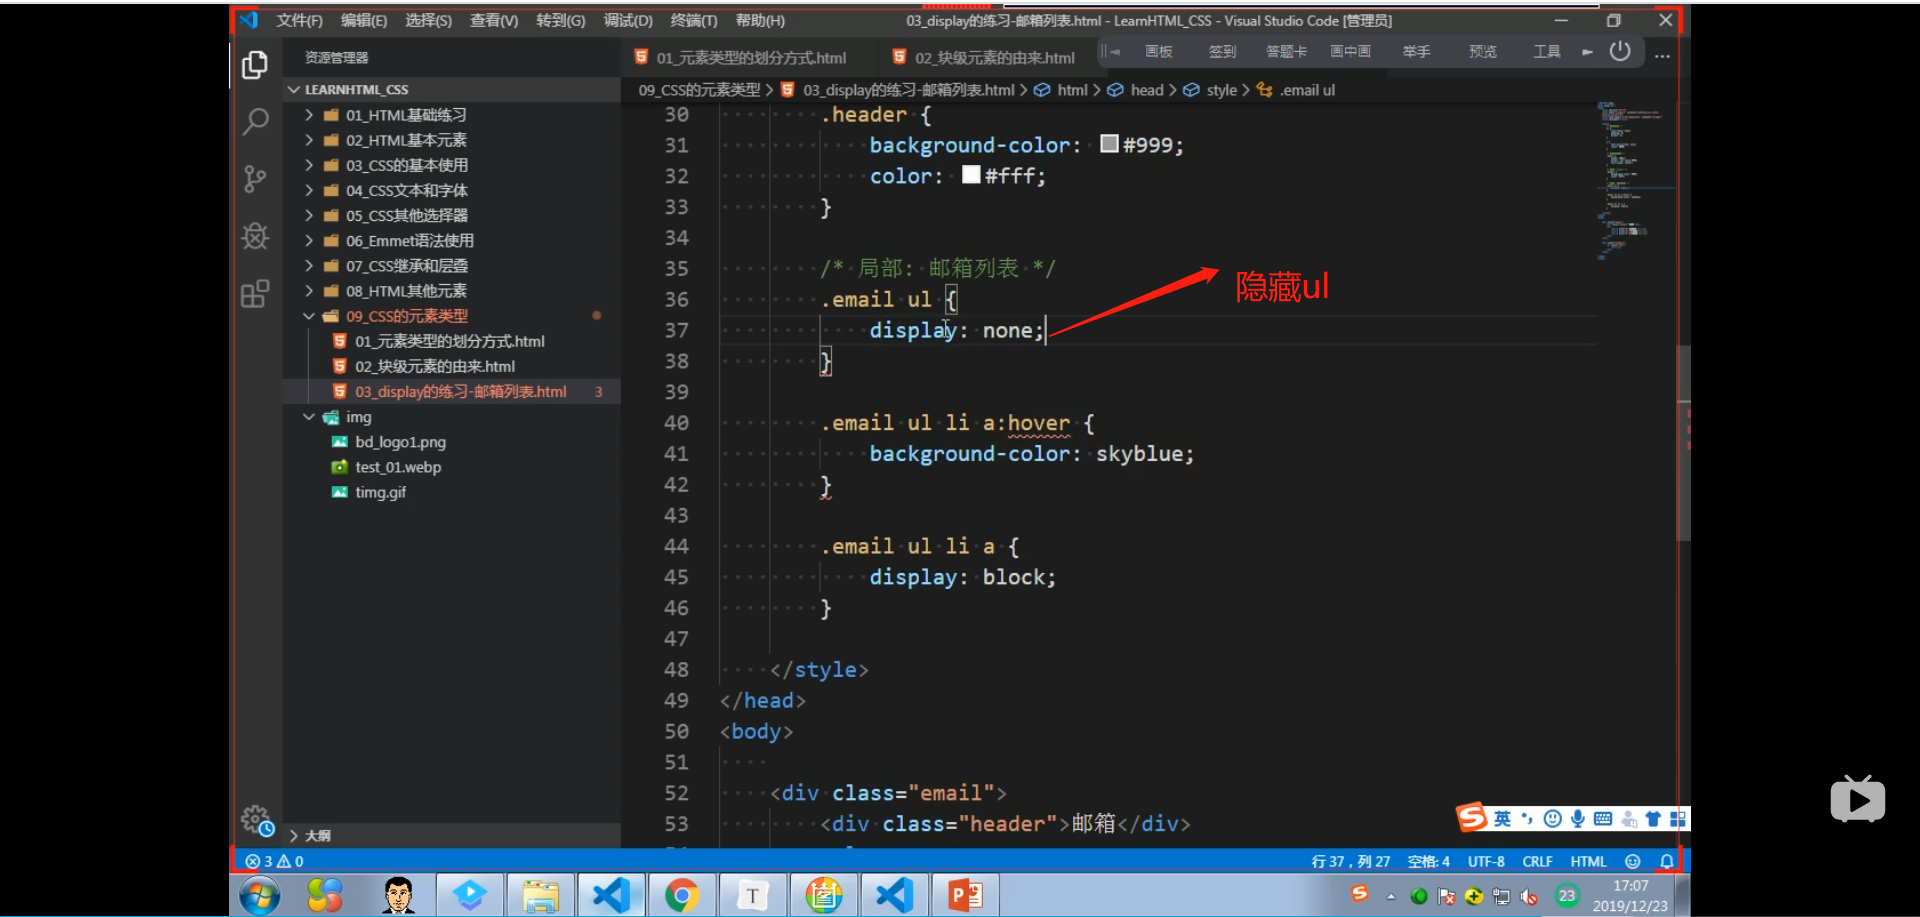 文件(F) 编辑(E) 选择(S) 查看(V) 转到(G) 调试(D) 终端(T) 帮助(H) 03_display的练习-邮箱列表.html - LearnHTML_CSS - Visual Studio Code [管理员]
资源管理器
01_元素类型的划分方式.html 02_块级元素的由来.html
画板 签到 答题卡 画中画 举手 预览 工具 ...
LEARNHTML_CSS
09_CSS的元素类型 > 03_display的练习-邮箱列表.html > html > head > style > .email ul
01_HTML基础练习
02_HTML基本元素
03_CSS的基本使用
04_CSS文本和字体
05_CSS其他选择器
06_Emmet语法使用
07_CSS继承和层叠
08_HTML其他元素
09_CSS的元素类型
01_元素类型的划分方式.html
02_块级元素的由来.html
03_display的练习-邮箱列表.html 3
img
bd_logo1.png
test_01.webp
timg.gif
大纲
30 .header {
31 background-color: #999;
32 color: #fff;
33 }
34
35 /* 局部: 邮箱列表 */
36 .email ul {
37 display: none;
38 }
39
40 .email ul li a:hover {
41 background-color: skyblue;
42 }
43
44 .email ul li a {
45 display: block;
46 }
47
48 </style>
49 </head>
50 <body>
51
52 <div class="email">
53 <div class="header">邮箱</div>
隐藏ul
英
3 0 行 37，列 27 空格: 4 UTF-8 CRLF HTML
T P 23
17:07
2019/12/23